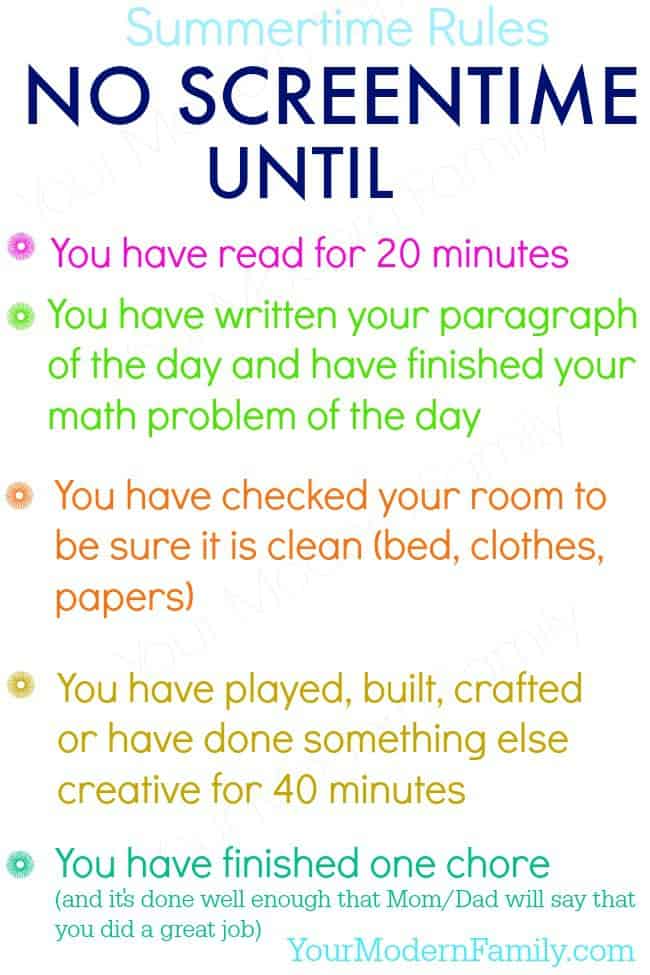 Summertime Rules
NO SCREENTIME
UNTIL
You have read for 20 minutes
You have written your paragraph
of the day and have finished your
math problem of the day
You have checked your room to
be sure it is clean (bed, clothes,
papers)
You have played, built, crafted
or have done something else
creative for 40 minutes
You have finished one chore
(and it's done well enough that Mom/Dad will say that
you did a great job)
YourModernFamily.com